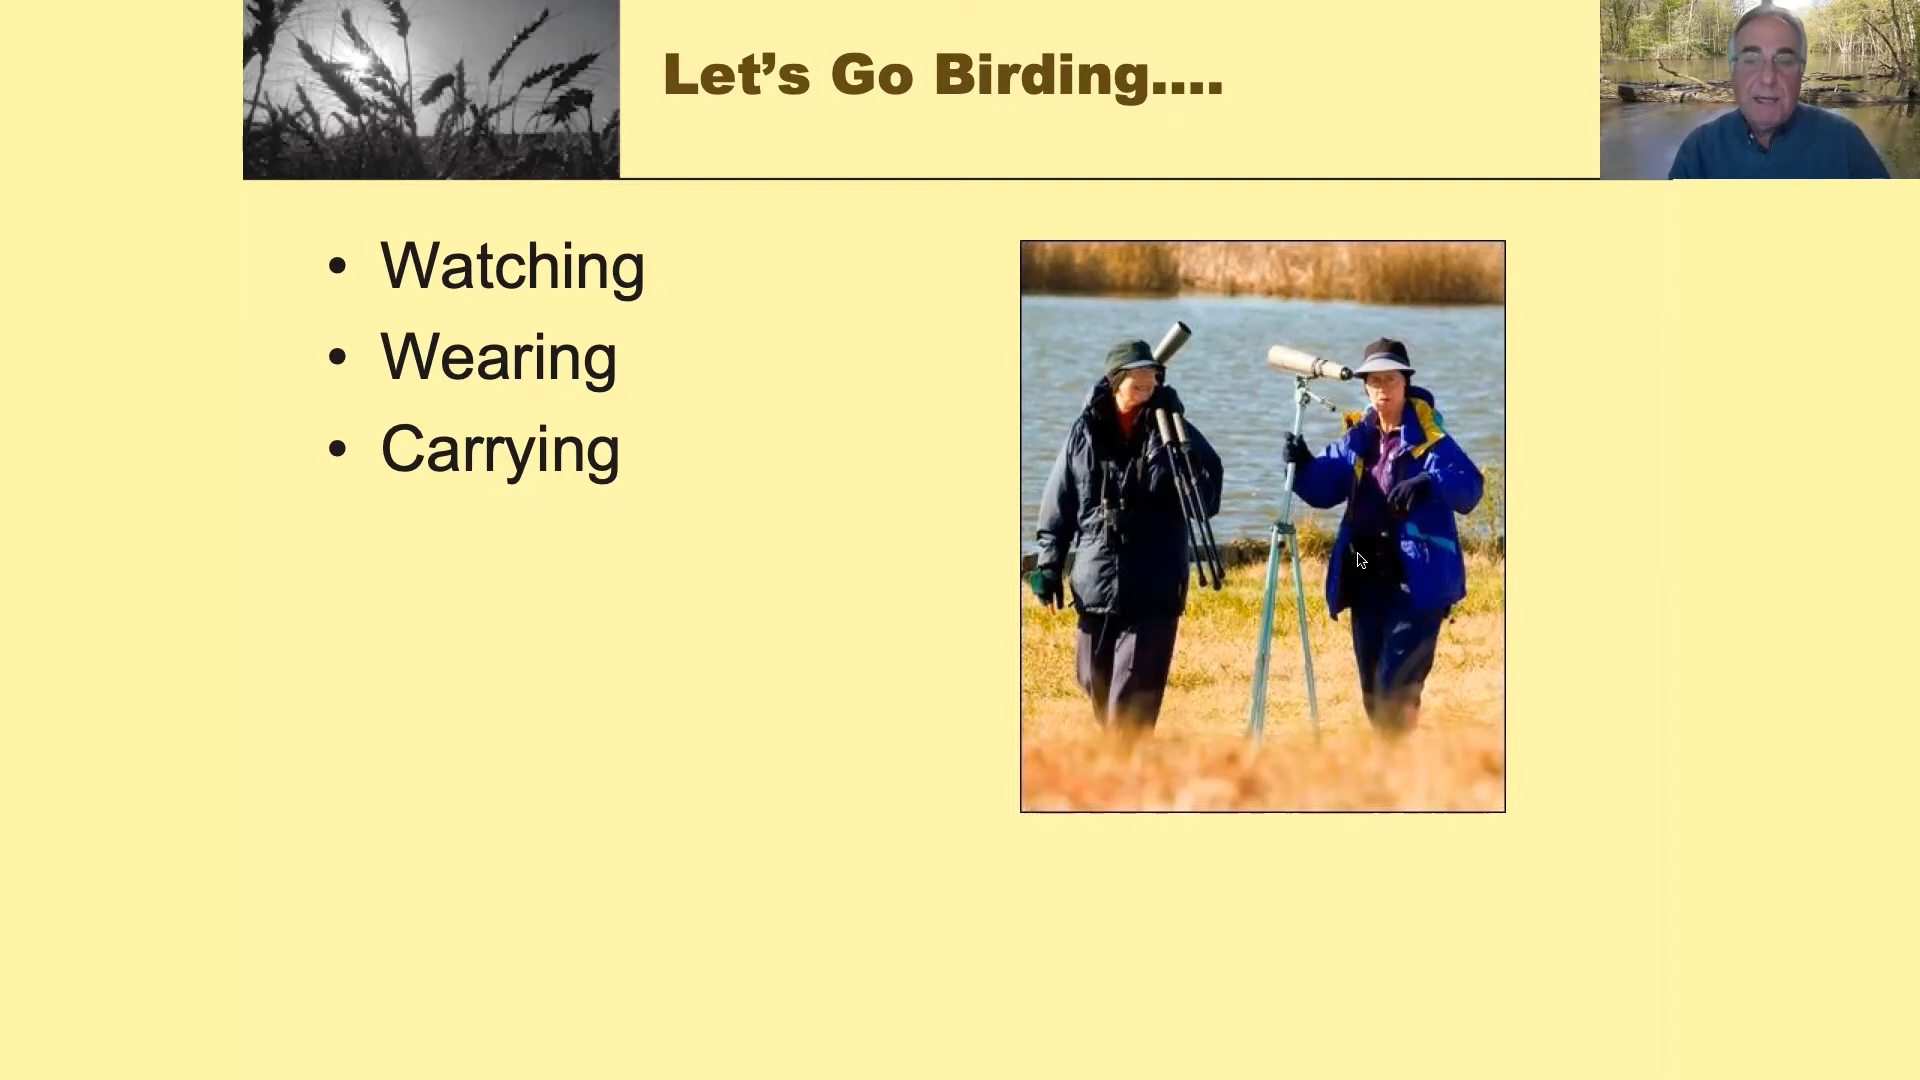 Let’s Go Birding....
• Watching
• Wearing
• Carrying